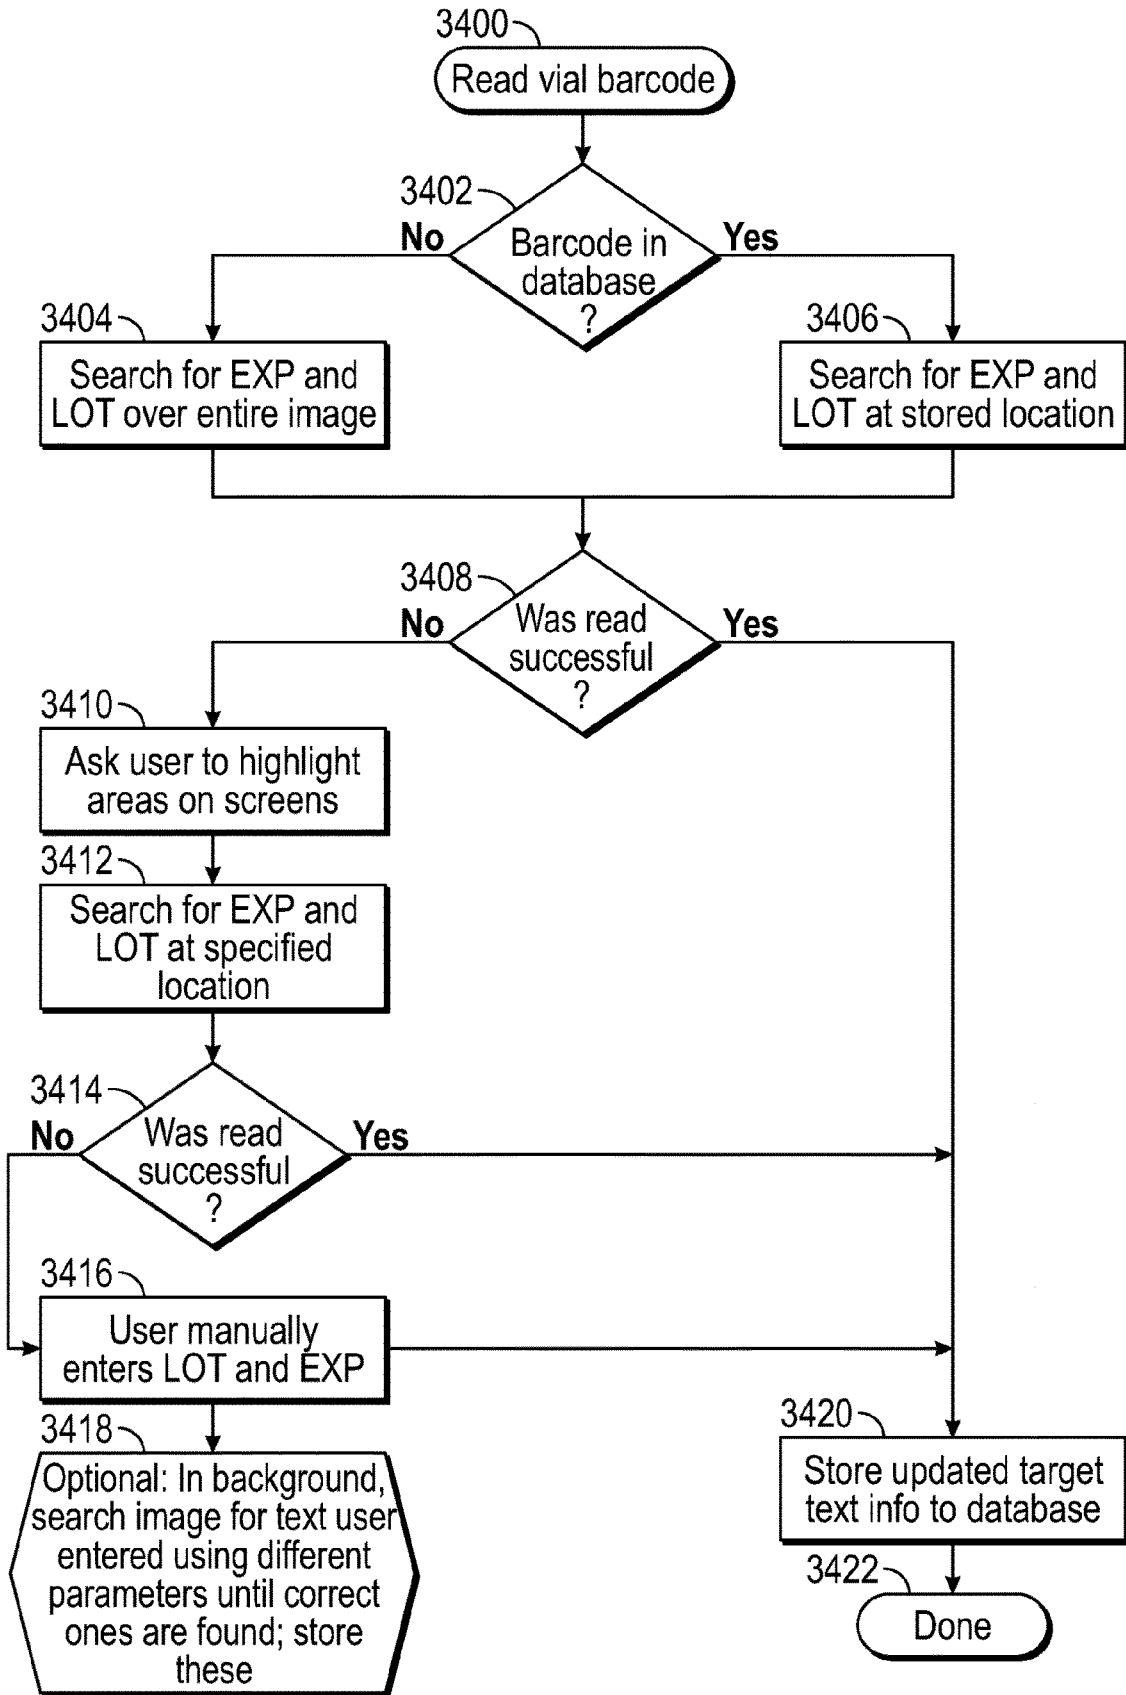 3400
Read vial barcode
3402
No
Yes
Barcode in
database
?
3404
Search for EXP and
LOT over entire image
3406
Search for EXP and
LOT at stored location
3408
No
Yes
Was read
successful
?
3410
Ask user to highlight
areas on screens
3412
Search for EXP and
LOT at specified
location
3414
No
Yes
Was read
successful
?
3416
User manually
enters LOT and EXP
3418
Optional: In background,
search image for text user
entered using different
parameters until correct
ones are found; store
these
3420
Store updated target
text info to database
3422
Done